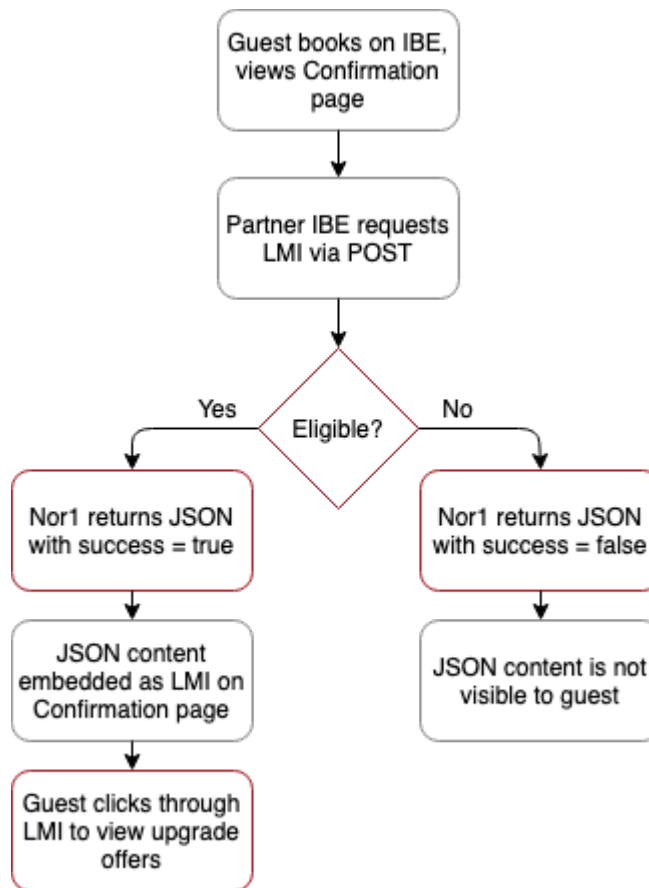 Guest books on IBE,
views Confirmation
page
Partner IBE requests
LMI via POST
Eligible?
Yes
No
Nor1 returns JSON
with success = true
Nor1 returns JSON
with success = false
JSON content
embedded as LMI on
Confirmation page
JSON content is not
visible to guest
Guest clicks through
LMI to view upgrade
offers